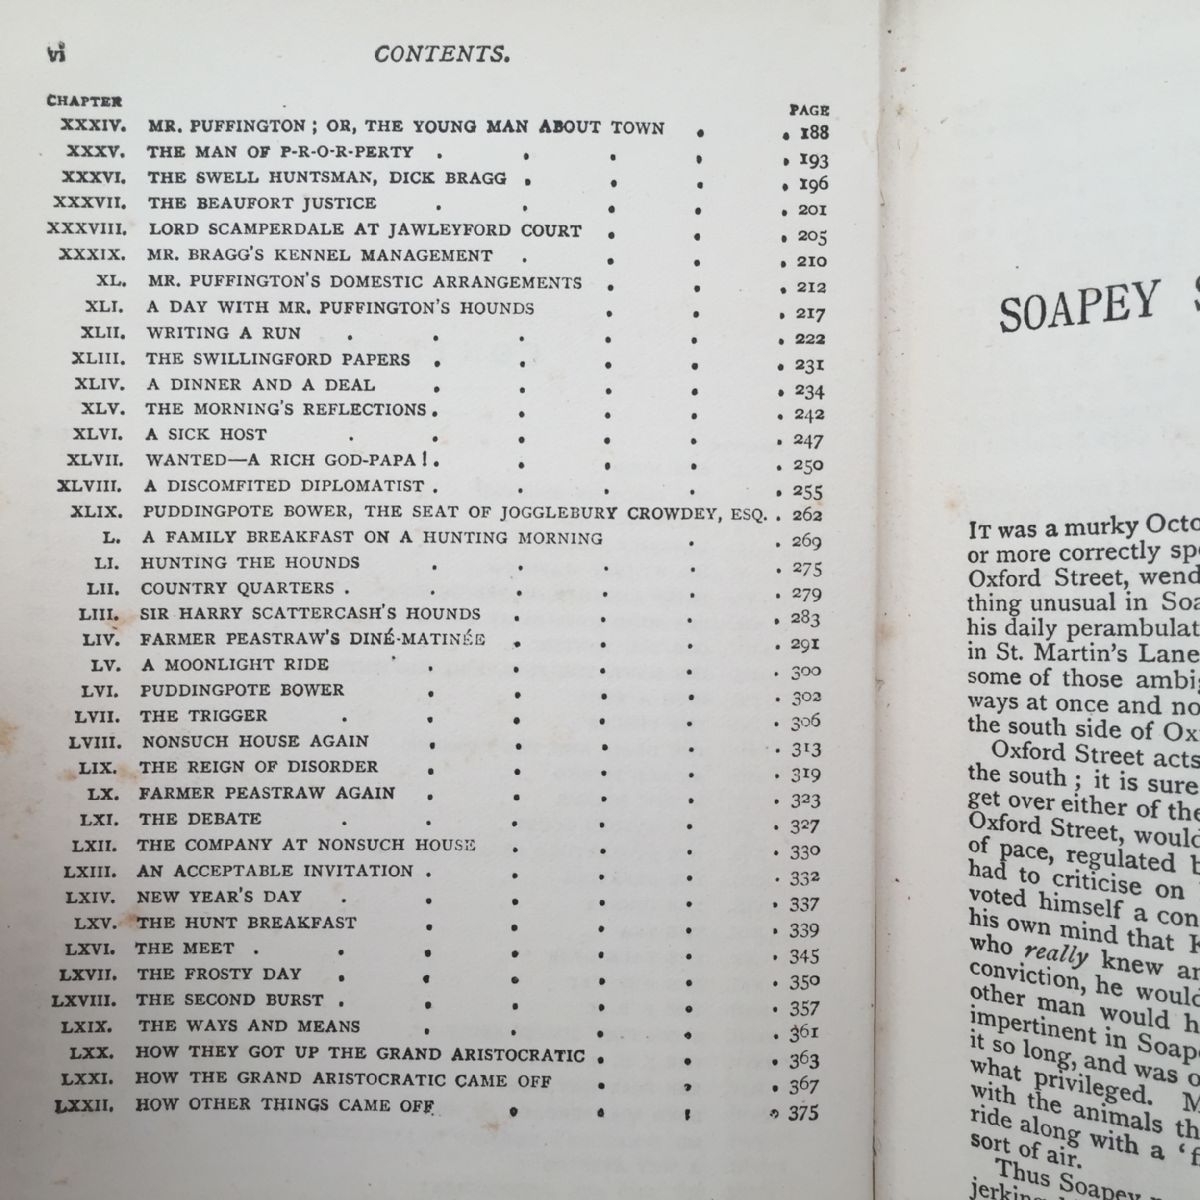 vi
CONTENTS.
CHAPTER PAGE
XXXIV. MR. PUFFINGTON; OR, THE YOUNG MAN ABOUT TOWN . . 188
XXXV. THE MAN OF P-R-O-R-PERTY . . . . . 193
XXXVI. THE SWELL HUNTSMAN, DICK BRAGG . . . . 196
XXXVII. THE BEAUFORT JUSTICE . . . . . 201
XXXVIII. LORD SCAMPERDALE AT JAWLEYFORD COURT . . . 205
XXXIX. MR. BRAGG'S KENNEL MANAGEMENT . . . . 210
XL. MR. PUFFINGTON'S DOMESTIC ARRANGEMENTS . . . 212
XLI. A DAY WITH MR. PUFFINGTON'S HOUNDS . . . 217
XLII. WRITING A RUN . . . . . . 222
XLIII. THE SWILLINGFORD PAPERS . . . . . 231
XLIV. A DINNER AND A DEAL . . . . . 234
XLV. THE MORNING'S REFLECTIONS . . . . . 242
XLVI. A SICK HOST . . . . . . 247
XLVII. WANTED—A RICH GOD-PAPA! . . . . . 250
XLVIII. A DISCOMFITED DIPLOMATIST . . . . . 255
XLIX. PUDDINGPOTE BOWER, THE SEAT OF JOGGLEBURY CROWDEY, ESQ. . 262
L. A FAMILY BREAKFAST ON A HUNTING MORNING . . 269
LI. HUNTING THE HOUNDS . . . . . 275
LII. COUNTRY QUARTERS . . . . . . 279
LIII. SIR HARRY SCATTERCASH'S HOUNDS . . . . 283
LIV. FARMER PEASTRAW'S DINÉ-MATINÉE . . . . 291
LV. A MOONLIGHT RIDE . . . . . 300
LVI. PUDDINGPOTE BOWER . . . . . 302
LVII. THE TRIGGER . . . . . . 306
LVIII. NONSUCH HOUSE AGAIN . . . . . 313
LIX. THE REIGN OF DISORDER . . . . . 319
LX. FARMER PEASTRAW AGAIN . . . . . 323
LXI. THE DEBATE . . . . . . 327
LXII. THE COMPANY AT NONSUCH HOUSE . . . . 330
LXIII. AN ACCEPTABLE INVITATION . . . . . 332
LXIV. NEW YEAR'S DAY . . . . . . 337
LXV. THE HUNT BREAKFAST . . . . . 339
LXVI. THE MEET . . . . . . . 345
LXVII. THE FROSTY DAY . . . . . . 350
LXVIII. THE SECOND BURST . . . . . . 357
LXIX. THE WAYS AND MEANS . . . . . 361
LXX. HOW THEY GOT UP THE GRAND ARISTOCRATIC . . . 363
LXXI. HOW THE GRAND ARISTOCRATIC CAME OFF . . . 367
LXXII. HOW OTHER THINGS CAME OFF . . . . 375
SOAPEY
IT was a murky Octo
or more correctly spe
Oxford Street, wend
thing unusual in Soa
his daily perambulat
in St. Martin's Lane
some of those ambig
ways at once and no
the south side of Ox
Oxford Street acts
the south; it is sure
get over either of the
Oxford Street, would
of pace, regulated b
had to criticise on
voted himself a con
his own mind that K
who really knew an
conviction, he would
other man would h
impertinent in Soape
it so long, and was o
what privileged. M
with the animals th
ride along with a 'f
sort of air.
Thus Soapey
jerking